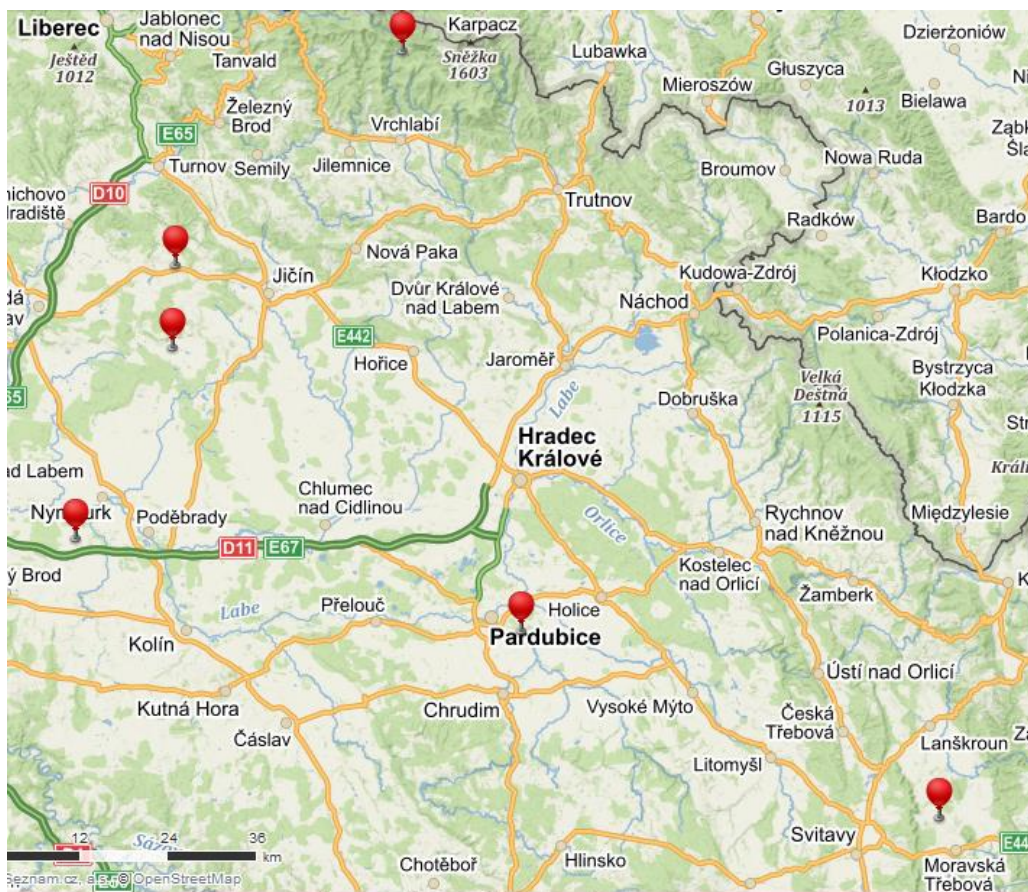 Liberec
Jablonec
nad Nisou
Karpacz
Ještěd
1012
Tanvald
Sněžka
1603
Lubawka
Dzierżoniów
Głuszyca
Mieroszów
1013
Bielawa
Železný
Brod
E65
Vrchlabí
Turnov
Semily
Jilemnice
Broumov
Nowa Ruda
D10
Trutnov
Radków
Bardo
Nová Paka
Jičín
Dvůr Králové
nad Labem
Kudowa-Zdrój
Kłodzko
Náchod
Polanica-Zdrój
E442
Hořice
Jaroměř
Bystrzyca
Kłodzka
Velká
Deštná
1115
Labe
Dobruška
Hradec
Králové
ad Labem
Chlumec
nad Cidlinou
Międzylesie
Poděbrady
Orlice
Rychnov
nad Kněžnou
D11
E67
ý Brod
Kostelec
nad Orlicí
Labe
Přelouč
Holice
Žamberk
Kolín
Pardubice
Ústí nad Orlicí
Kutná Hora
Chrudim
Vysoké Mýto
Česká
Třebová
Čáslav
Lanškroun
Litomyšl
Svitavy
12
24
36
km
Hlinsko
Chotěboř
Moravská
Třebová
Seznam.cz, a.s., © OpenStreetMap